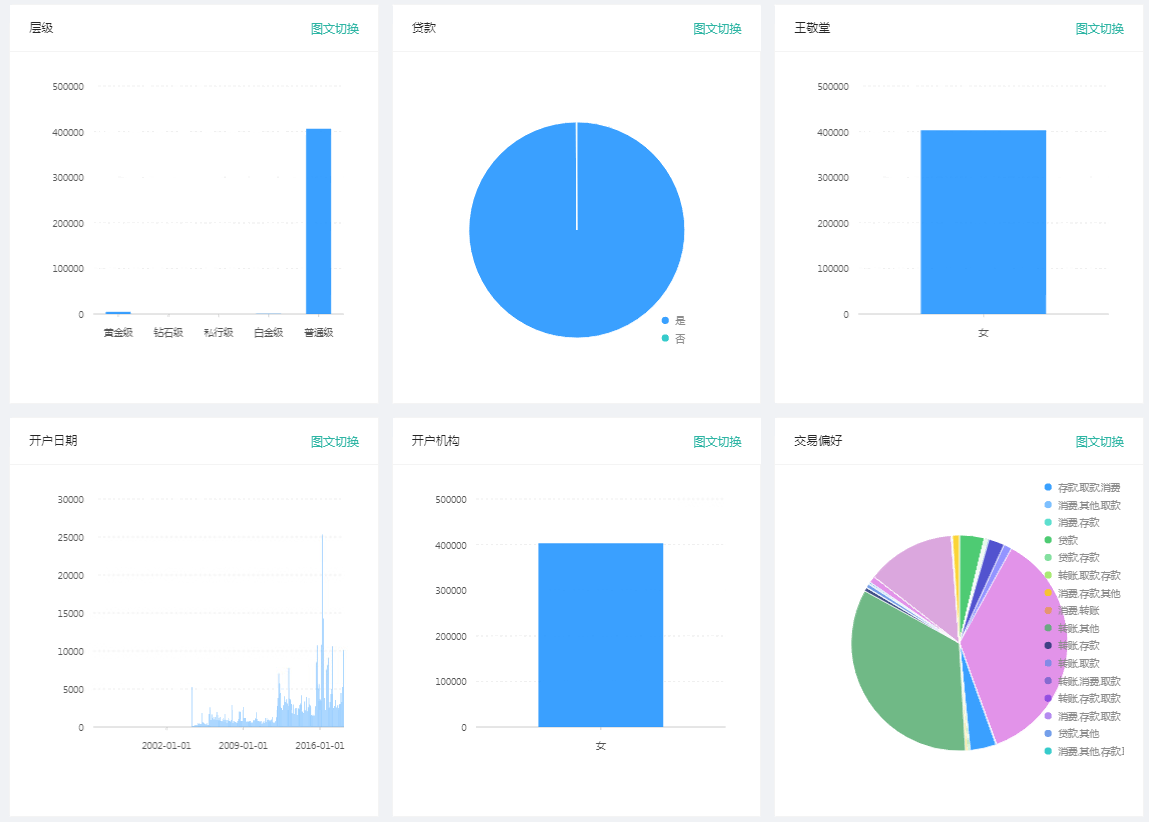 层级
图文切换
500000
400000
300000
200000
100000
0
黄金级
钻石级
私行级
白金级
普通级
贷款
图文切换
是
否
王敬堂
图文切换
500000
400000
300000
200000
100000
0
女
开户日期
图文切换
30000
25000
20000
15000
10000
5000
0
2002-01-01
2009-01-01
2016-01-01
开户机构
图文切换
500000
400000
300000
200000
100000
0
女
交易偏好
图文切换
存款,取款,消费
消费,其他,取款
消费,存款
贷款
贷款,存款
转账,取款,存款
消费,存款,其他
消费,转账
转账,其他
转账,存款
转账,取款
转账,消费,取款
转账,存款,取款
消费,存款,取款
贷款,其他
消费,其他,存款1